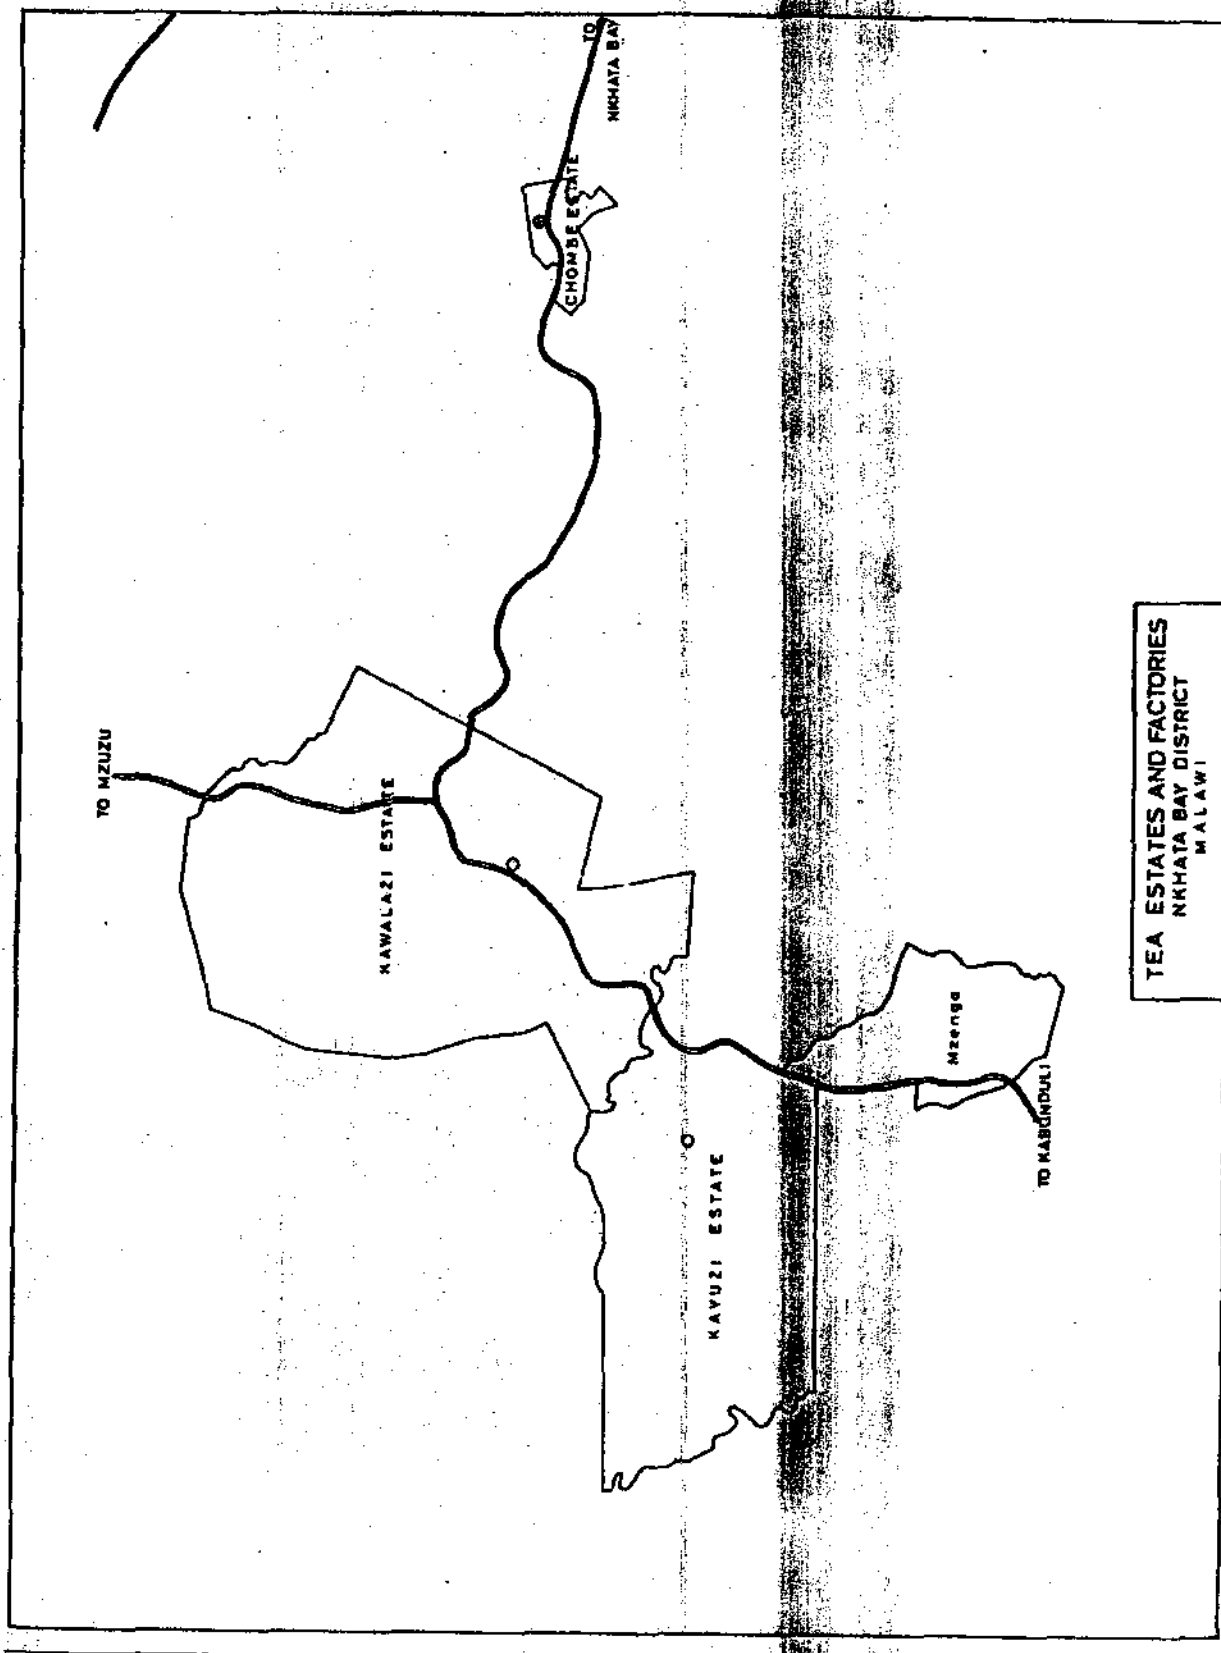 TO
NKHATA BAY
CHOMBE ESTATE
TO MZUZU
KAWALAZI ESTATE
KAVUZI ESTATE
Mzenga
TO KABUNDULI
TEA ESTATES AND FACTORIES
NKHATA BAY DISTRICT
MALAWI